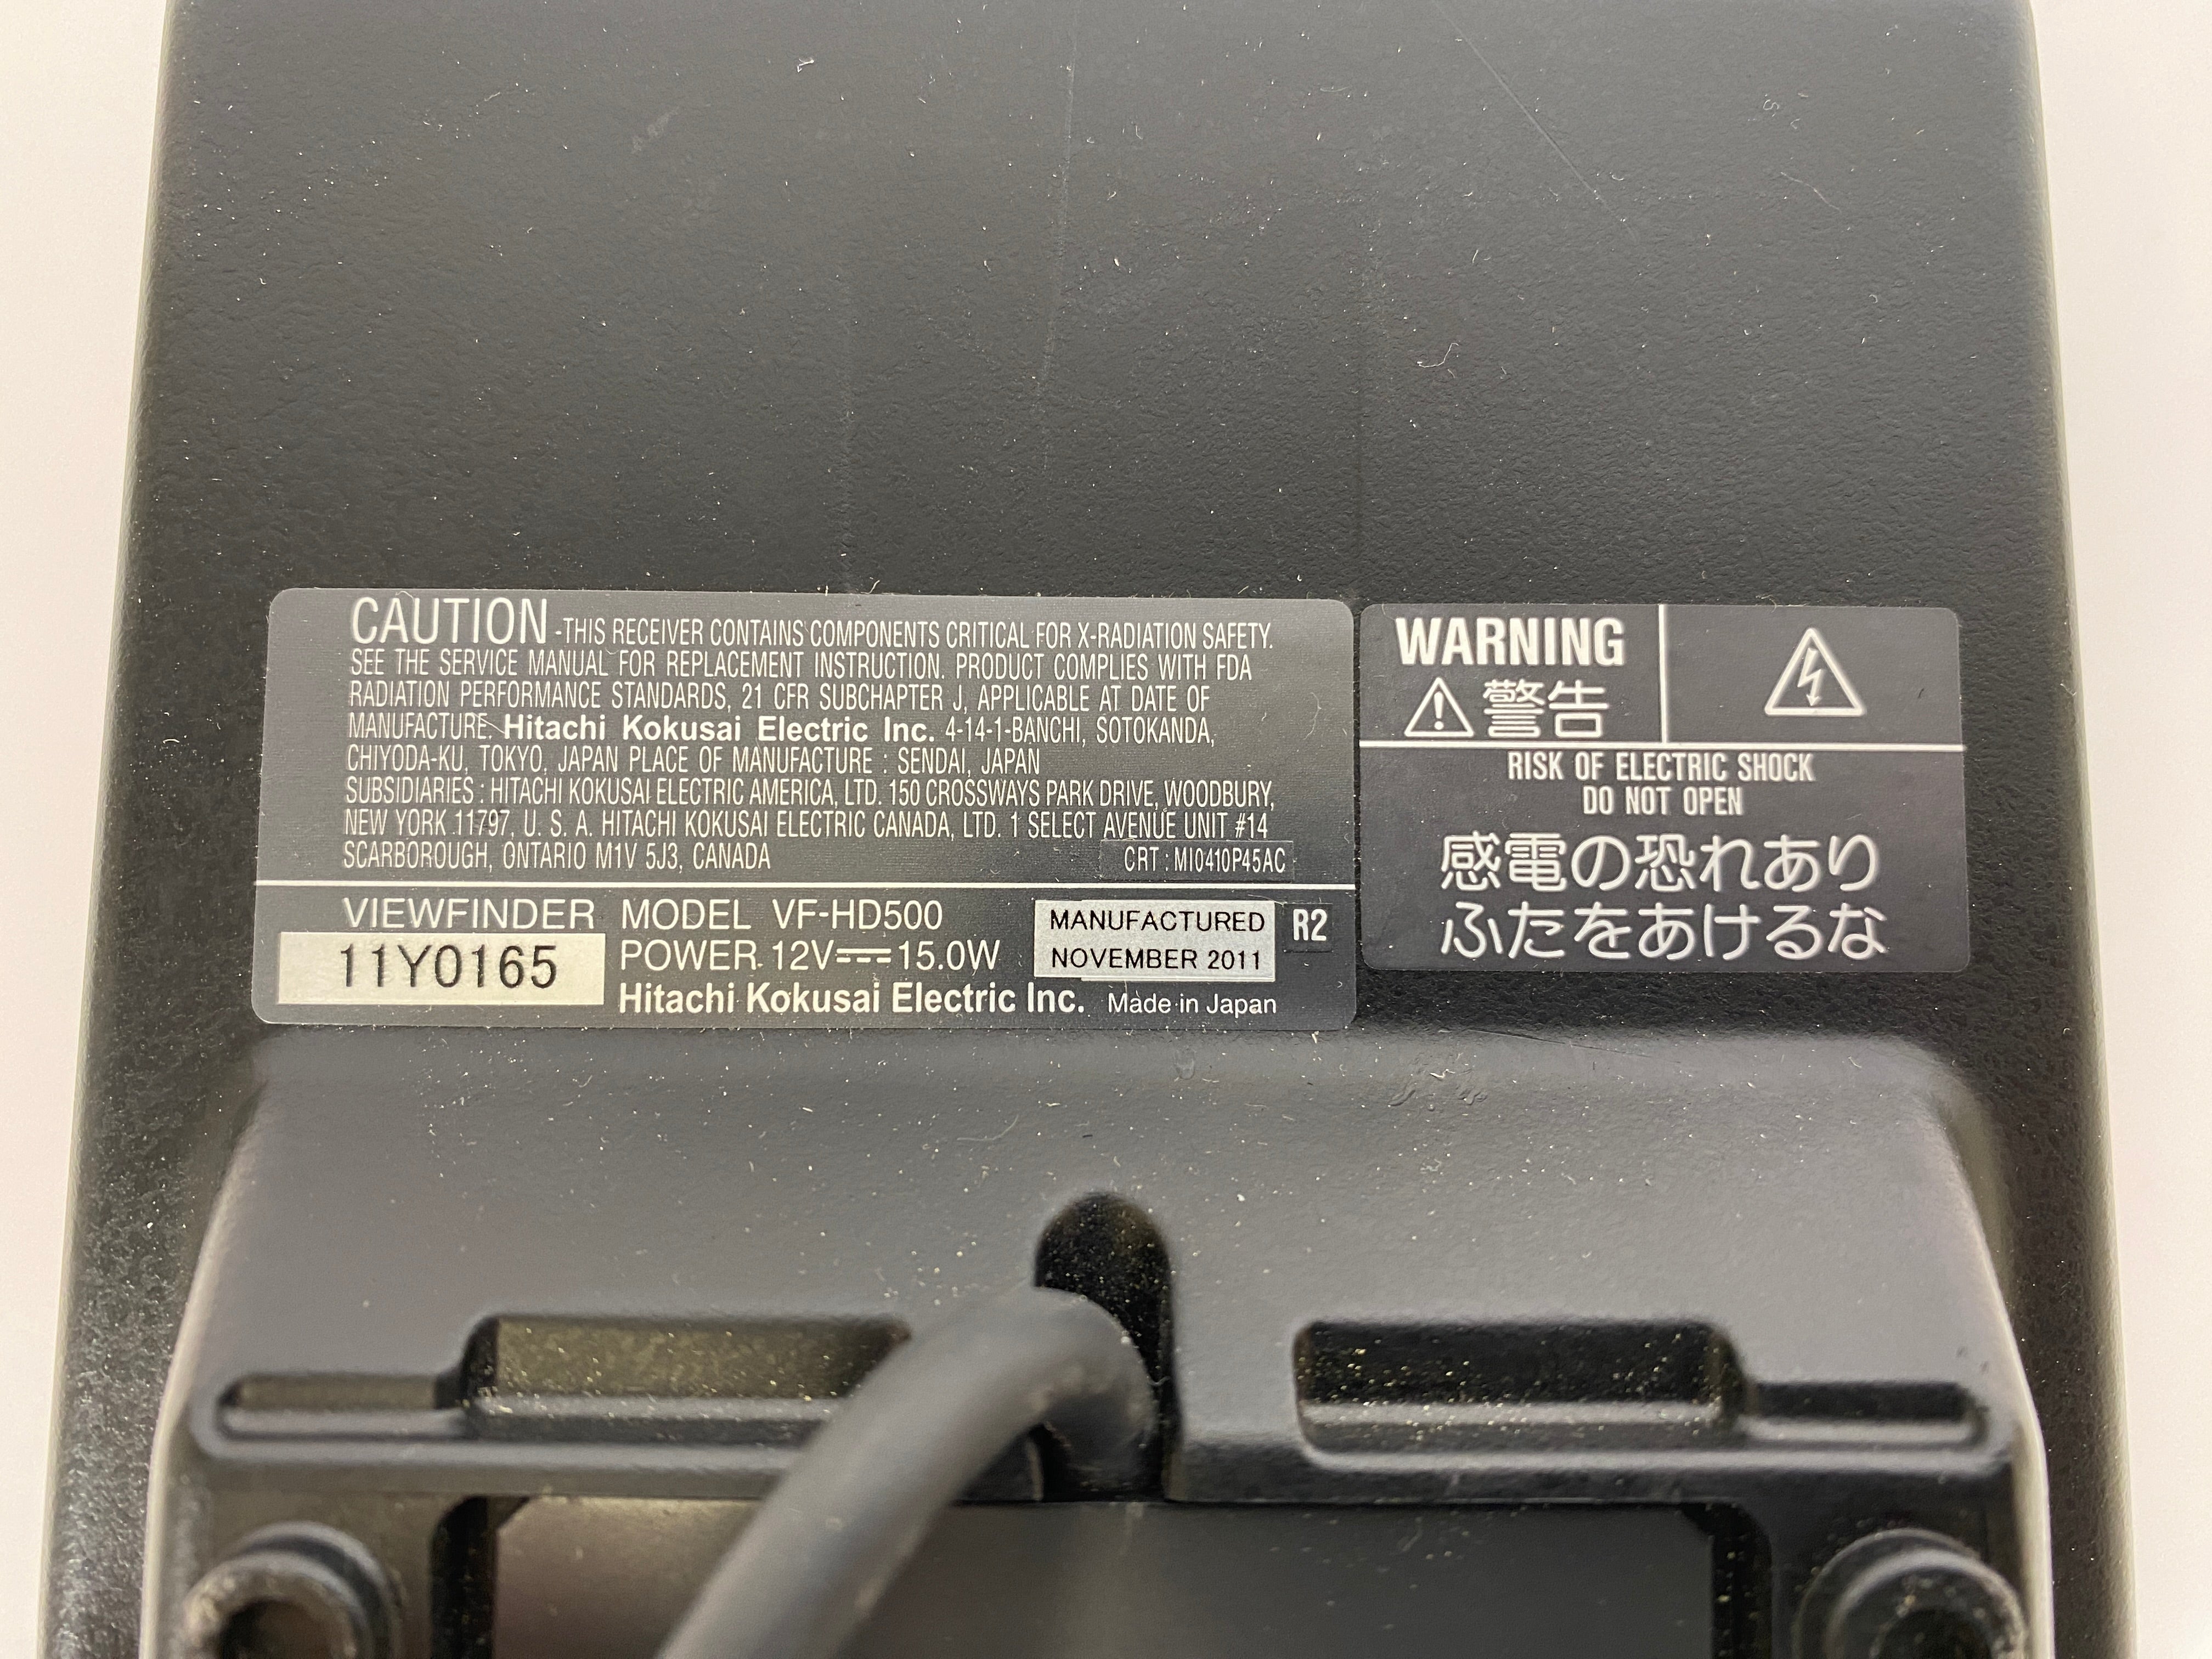 CAUTION -THIS RECEIVER CONTAINS COMPONENTS CRITICAL FOR X-RADIATION SAFETY.
SEE THE SERVICE MANUAL FOR REPLACEMENT INSTRUCTION. PRODUCT COMPLIES WITH FDA
RADIATION PERFORMANCE STANDARDS, 21 CFR SUBCHAPTER J, APPLICABLE AT DATE OF
MANUFACTURE. Hitachi Kokusai Electric Inc. 4-14-1-BANCHI, SOTOKANDA,
CHIYODA-KU, TOKYO, JAPAN PLACE OF MANUFACTURE : SENDAI, JAPAN
SUBSIDIARIES : HITACHI KOKUSAI ELECTRIC AMERICA, LTD. 150 CROSSWAYS PARK DRIVE, WOODBURY,
NEW YORK 11797, U. S. A. HITACHI KOKUSAI ELECTRIC CANADA, LTD. 1 SELECT AVENUE UNIT #14
SCARBOROUGH, ONTARIO M1V 5J3, CANADA
CRT : MI0410P45AC
VIEWFINDER MODEL VF-HD500
11Y0165
POWER 12V⎓15.0W
MANUFACTURED
NOVEMBER 2011
R2
Hitachi Kokusai Electric Inc. Made in Japan
WARNING
警告
RISK OF ELECTRIC SHOCK
DO NOT OPEN
感電の恐れあり
ふたをあけるな